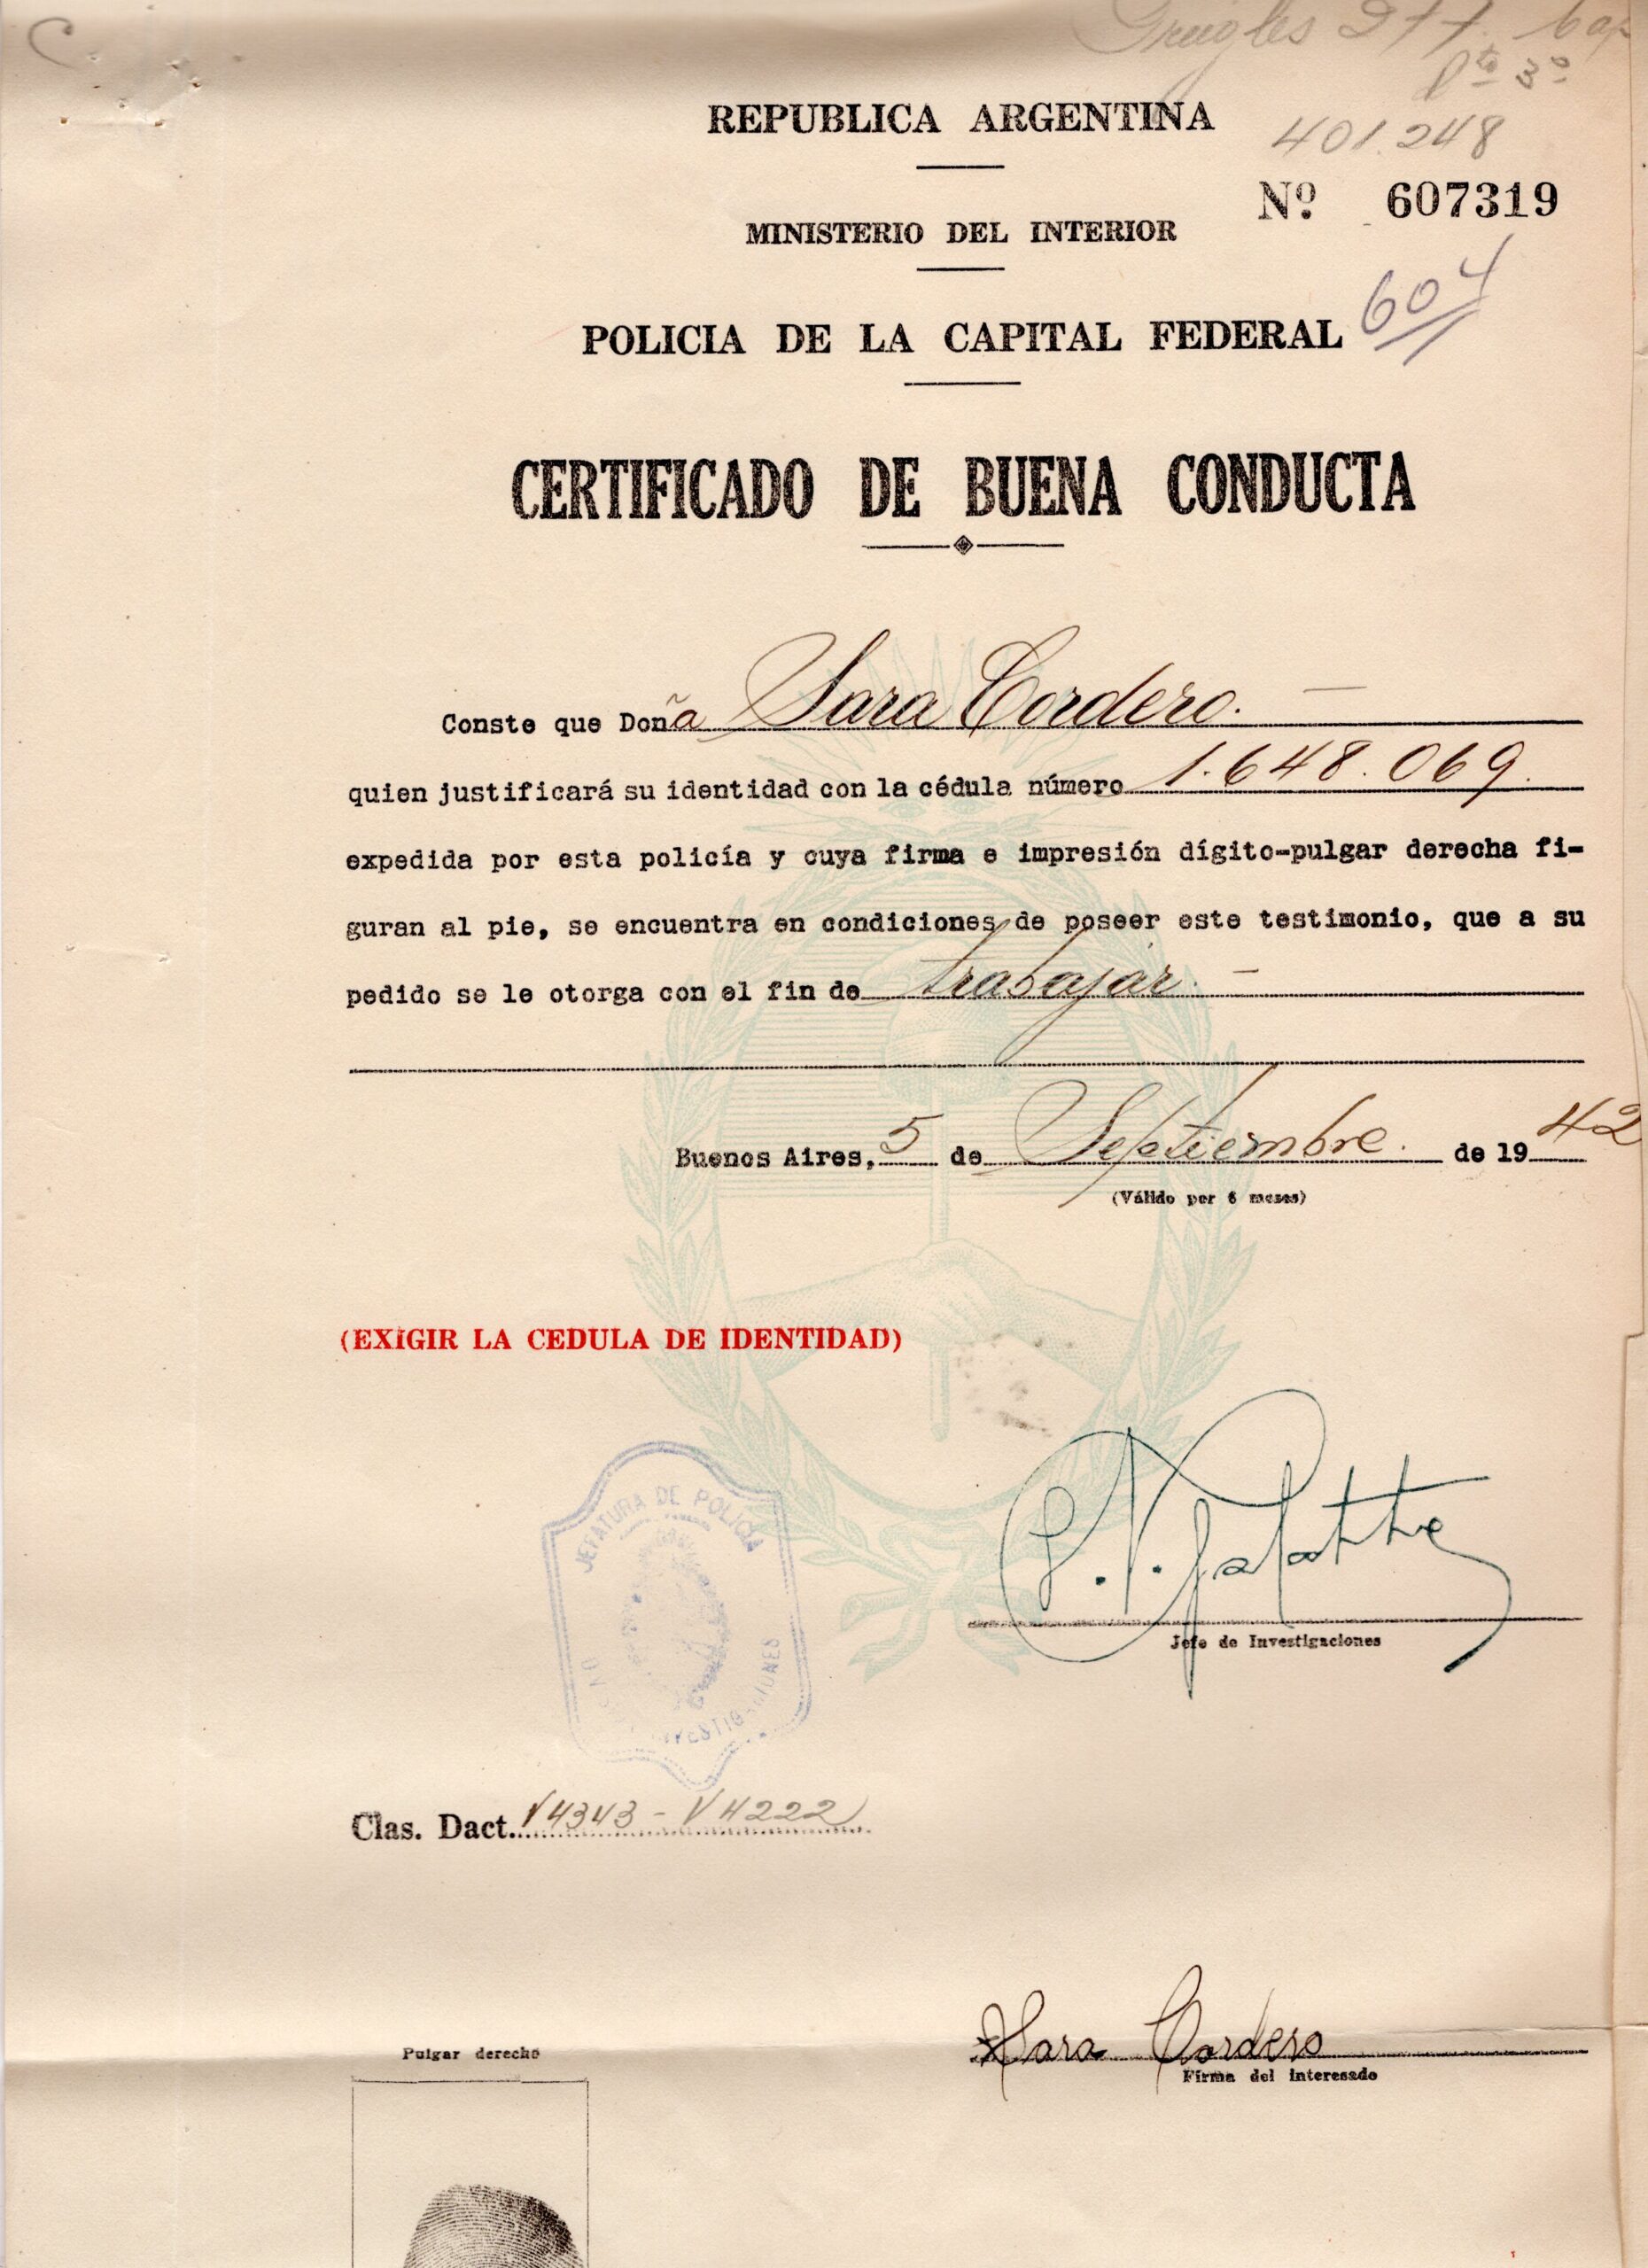 401.248
REPUBLICA ARGENTINA
Nº 607319
MINISTERIO DEL INTERIOR
604
POLICIA DE LA CAPITAL FEDERAL
CERTIFICADO DE BUENA CONDUCTA
Conste que Doña Sara Cordero.
quien justificará su identidad con la cédula número 1.648.069.
expedida por esta policía y cuya firma e impresión dígito-pulgar derecha fi-
guran al pie, se encuentra en condiciones de poseer este testimonio, que a su
pedido se le otorga con el fin de trabajar. -
Buenos Aires, 5 de Septiembre. de 1942
(Válido por 6 meses)
(EXIGIR LA CEDULA DE IDENTIDAD)
JEFATURA DE POLICIA
INVESTIGACIONES
Jefe de Investigaciones
Clas. Dact. V4343 - V4222
Sara Cordero
Firma del interesado
Pulgar derecho